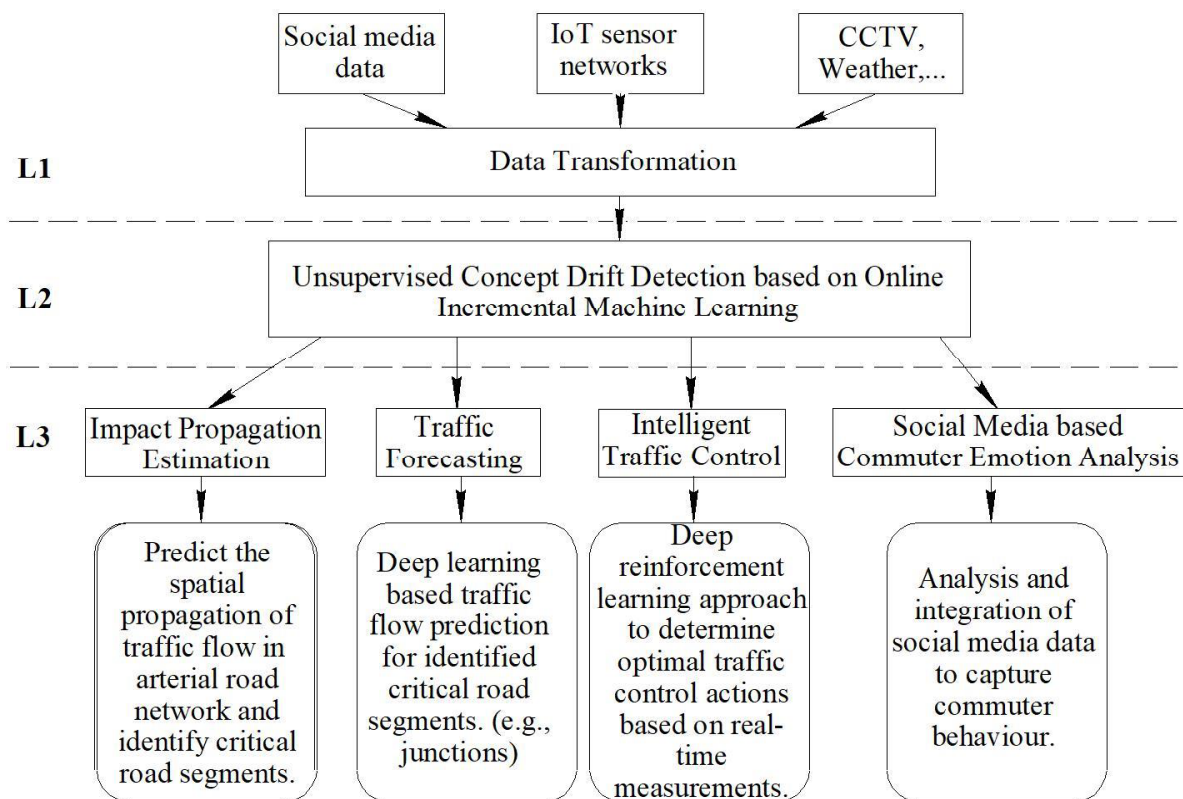 Social media
data
IoT sensor
networks
CCTV,
Weather,...
L1
Data Transformation
L2
Unsupervised Concept Drift Detection based on Online
Incremental Machine Learning
L3
Impact Propagation
Estimation
Traffic
Forecasting
Intelligent
Traffic Control
Social Media based
Commuter Emotion Analysis
Predict the
spatial
propagation of
traffic flow in
arterial road
network and
identify critical
road segments.
Deep learning
based traffic
flow prediction
for identified
critical road
segments. (e.g.,
junctions)
Deep
reinforcement
learning approach
to determine
optimal traffic
control actions
based on real-
time
measurements.
Analysis and
integration of
social media data
to capture
commuter
behaviour.